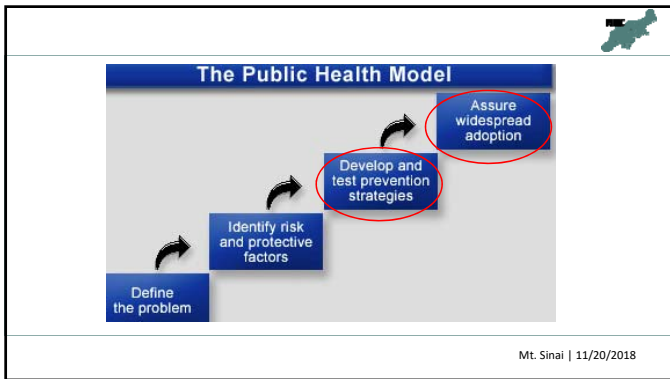 The Public Health Model
Assure
widespread
adoption
Develop and
test prevention
strategies
Identify risk
and protective
factors
Define
the problem
Mt. Sinai | 11/20/2018